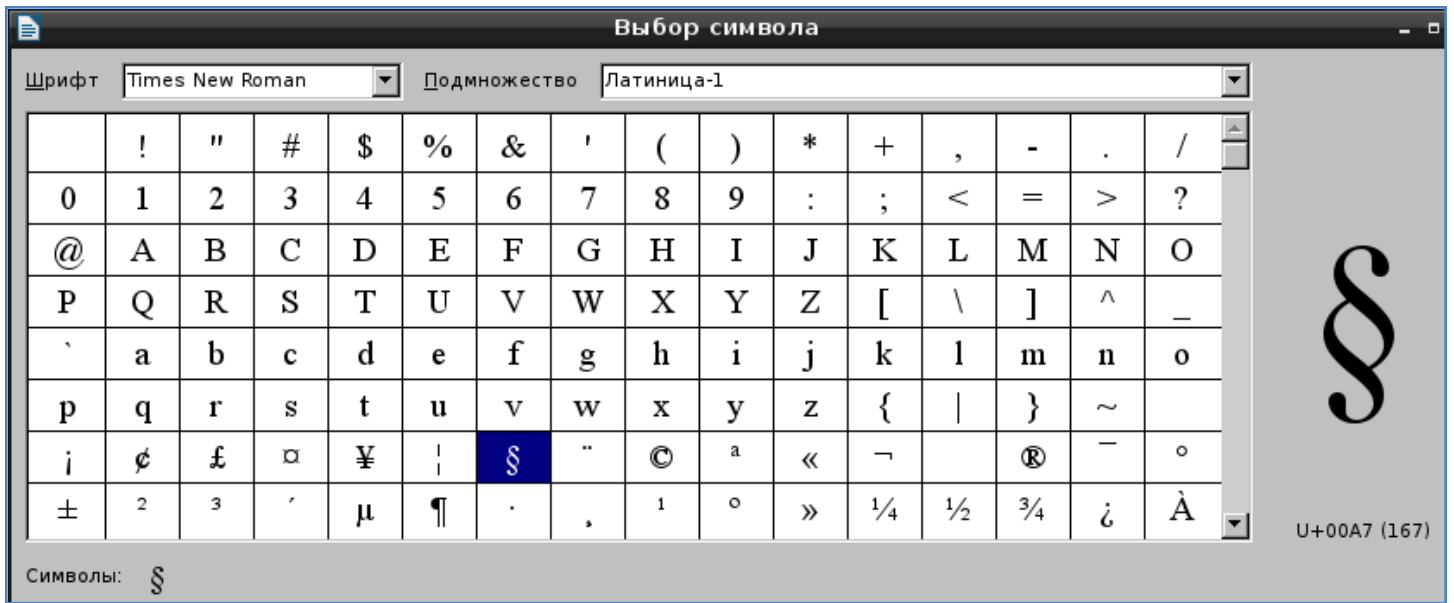 Выбор символа
Шрифт Times New Roman Подмножество Латиница-1
! " # $ % & ' ( ) * + , - . /
0 1 2 3 4 5 6 7 8 9 : ; < = > ?
@ A B C D E F G H I J K L M N O
P Q R S T U V W X Y Z [ \ ] ^ _
` a b c d e f g h i j k l m n o
p q r s t u v w x y z { | } ~
¡ ¢ £ ¤ ¥ ¦ § ¨ © ª « ¬ ® ¯ °
± ² ³ ´ µ ¶ · ¸ ¹ º » ¼ ½ ¾ ¿ À
§
U+00A7 (167)
Символы: §